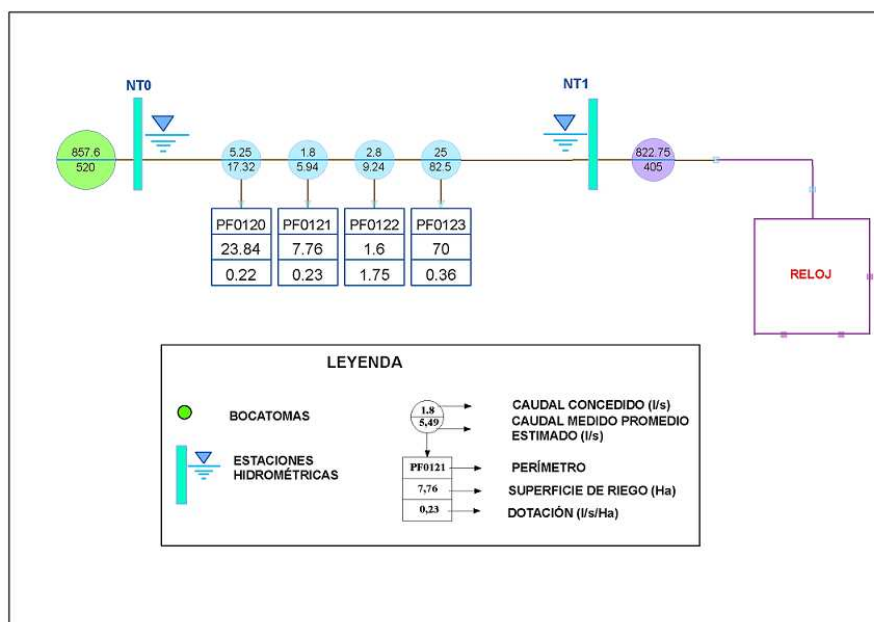 NT0
NT1
857.6
520
5.25
17.32
1.8
5.94
2.8
9.24
25
82.5
822.75
405
PF0120
23.84
0.22
PF0121
7.76
0.23
PF0122
1.6
1.75
PF0123
70
0.36
RELOJ
LEYENDA
BOCATOMAS
ESTACIONES
HIDROMÉTRICAS
1.8
5,49
CAUDAL CONCEDIDO (l/s)
CAUDAL MEDIDO PROMEDIO
ESTIMADO (l/s)
PF0121
PERÍMETRO
7,76
SUPERFICIE DE RIEGO (Ha)
0,23
DOTACIÓN (l/s/Ha)